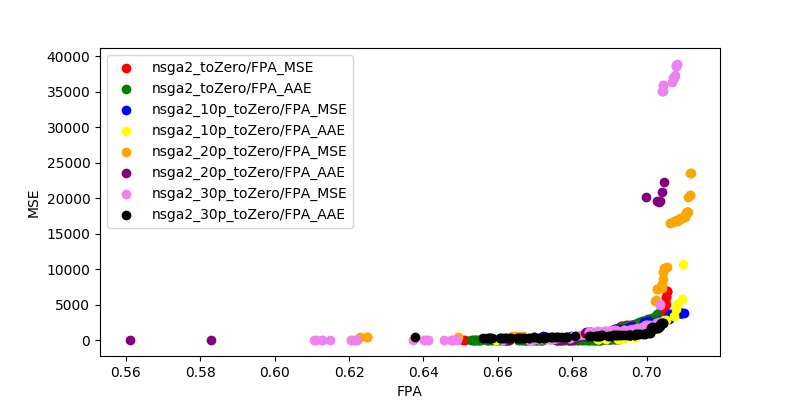 40000
35000
30000
25000
20000
15000
10000
5000
0
MSE
nsga2_toZero/FPA_MSE
nsga2_toZero/FPA_AAE
nsga2_10p_toZero/FPA_MSE
nsga2_10p_toZero/FPA_AAE
nsga2_20p_toZero/FPA_MSE
nsga2_20p_toZero/FPA_AAE
nsga2_30p_toZero/FPA_MSE
nsga2_30p_toZero/FPA_AAE
0.56 0.58 0.60 0.62 0.64 0.66 0.68 0.70
FPA